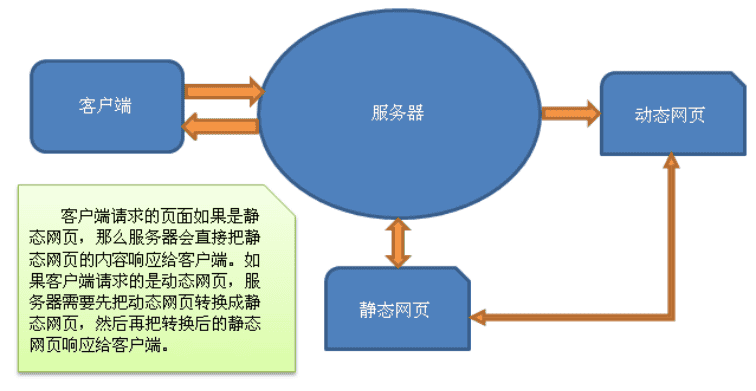 客户端
服务器
动态网页
客户端请求的页面如果是静
态网页，那么服务器会直接把静
态网页的内容响应给客户端。如
果客户端请求的是动态网页，服
务器需要先把动态网页转换成静
态网页，然后再把转换后的静态
网页响应给客户端。
静态网页